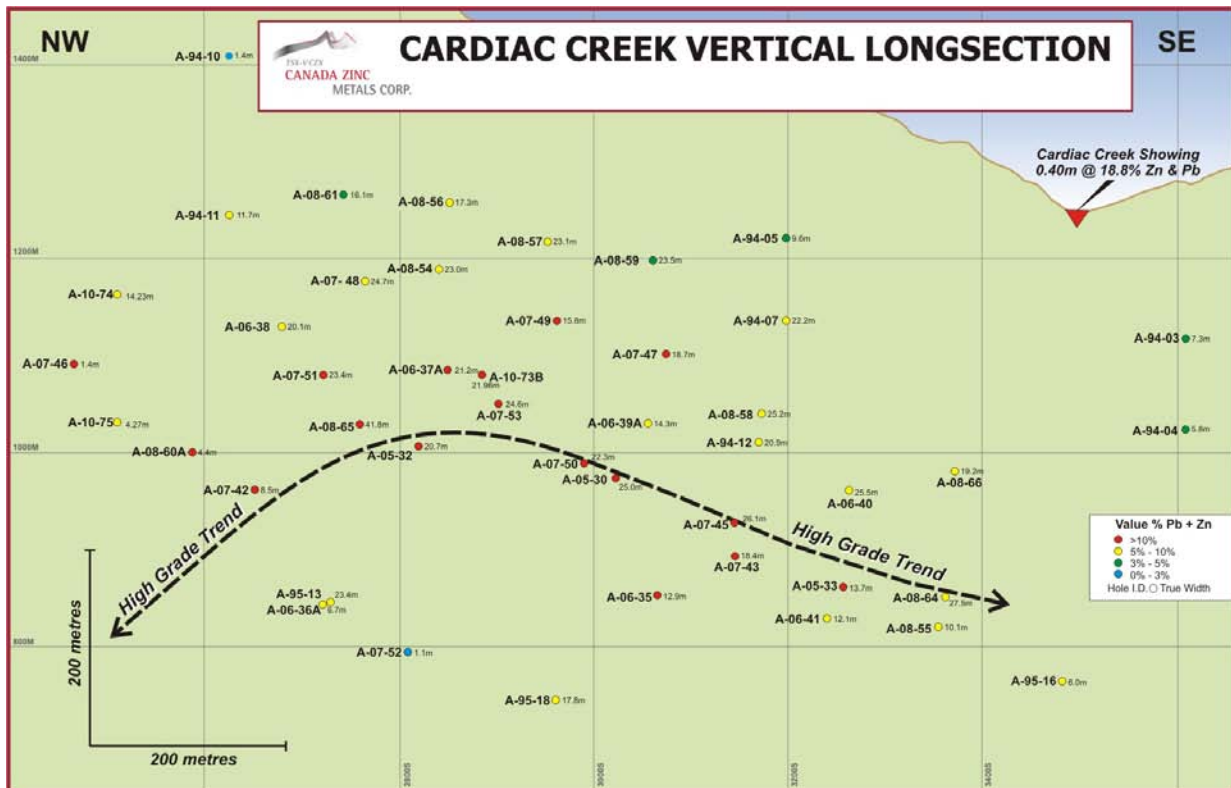 NW
TSX-V:CZX
CANADA ZINC
METALS CORP.
CARDIAC CREEK VERTICAL LONGSECTION
SE
1400M
A-94-10 1.4m
Cardiac Creek Showing
0.40m @ 18.8% Zn & Pb
A-08-61 16.1m
A-08-56 17.3m
A-94-11 11.7m
A-08-57 23.1m
A-94-05 9.6m
1200M
A-08-59 23.5m
A-08-54 23.0m
A-07- 48 24.7m
A-10-74 14.23m
A-06-38 20.1m
A-07-49 15.8m
A-94-07 22.2m
A-94-03 7.3m
A-07-47 18.7m
A-07-46 1.4m
A-07-51 23.4m
A-06-37A 21.2m
A-10-73B
21.98m
24.6m
A-07-53
A-10-75 4.27m
A-08-65 41.8m
A-06-39A 14.3m
A-08-58 25.2m
A-94-12 20.9m
A-94-04 5.8m
1000M
A-08-60A 4.4m
A-05-32 20.7m
A-07-50 22.3m
A-05-30
25.0m
19.2m
A-08-66
A-07-42 8.5m
25.5m
A-06-40
A-07-45 26.1m
High Grade Trend
High Grade Trend
18.4m
A-07-43
A-05-33 13.7m
A-08-64
27.5m
A-95-13 23.4m
A-06-36A 8.7m
A-06-35 12.9m
A-06-41 12.1m
A-08-55 10.1m
800M
A-07-52 1.1m
A-95-16 6.0m
A-95-18 17.8m
Value % Pb + Zn
>10%
5% - 10%
3% - 5%
0% - 3%
Hole I.D. True Width
200 metres
200 metres
2800S
3000S
3200S
3400S